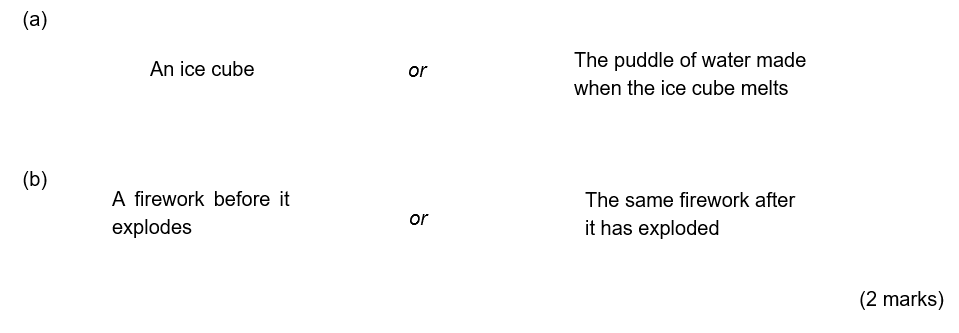 (a)
An ice cube
or
The puddle of water made
when the ice cube melts
(b)
A firework before it
explodes
or
The same firework after
it has exploded
(2 marks)